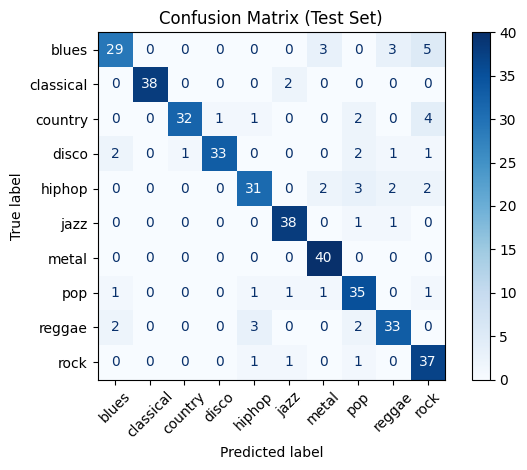 Confusion Matrix (Test Set)
blues 29 0 0 0 0 0 3 0 3 5
classical 0 38 0 0 0 2 0 0 0 0
country 0 0 32 1 1 0 0 2 0 4
disco 2 0 1 33 0 0 0 2 1 1
hiphop 0 0 0 0 31 0 2 3 2 2
jazz 0 0 0 0 0 38 0 1 1 0
metal 0 0 0 0 0 0 40 0 0 0
pop 1 0 0 0 1 1 1 35 0 1
reggae 2 0 0 0 3 0 0 2 33 0
rock 0 0 0 0 1 1 0 1 0 37
True label
blues classical country disco hiphop jazz metal pop reggae rock
Predicted label
40
35
30
25
20
15
10
5
0